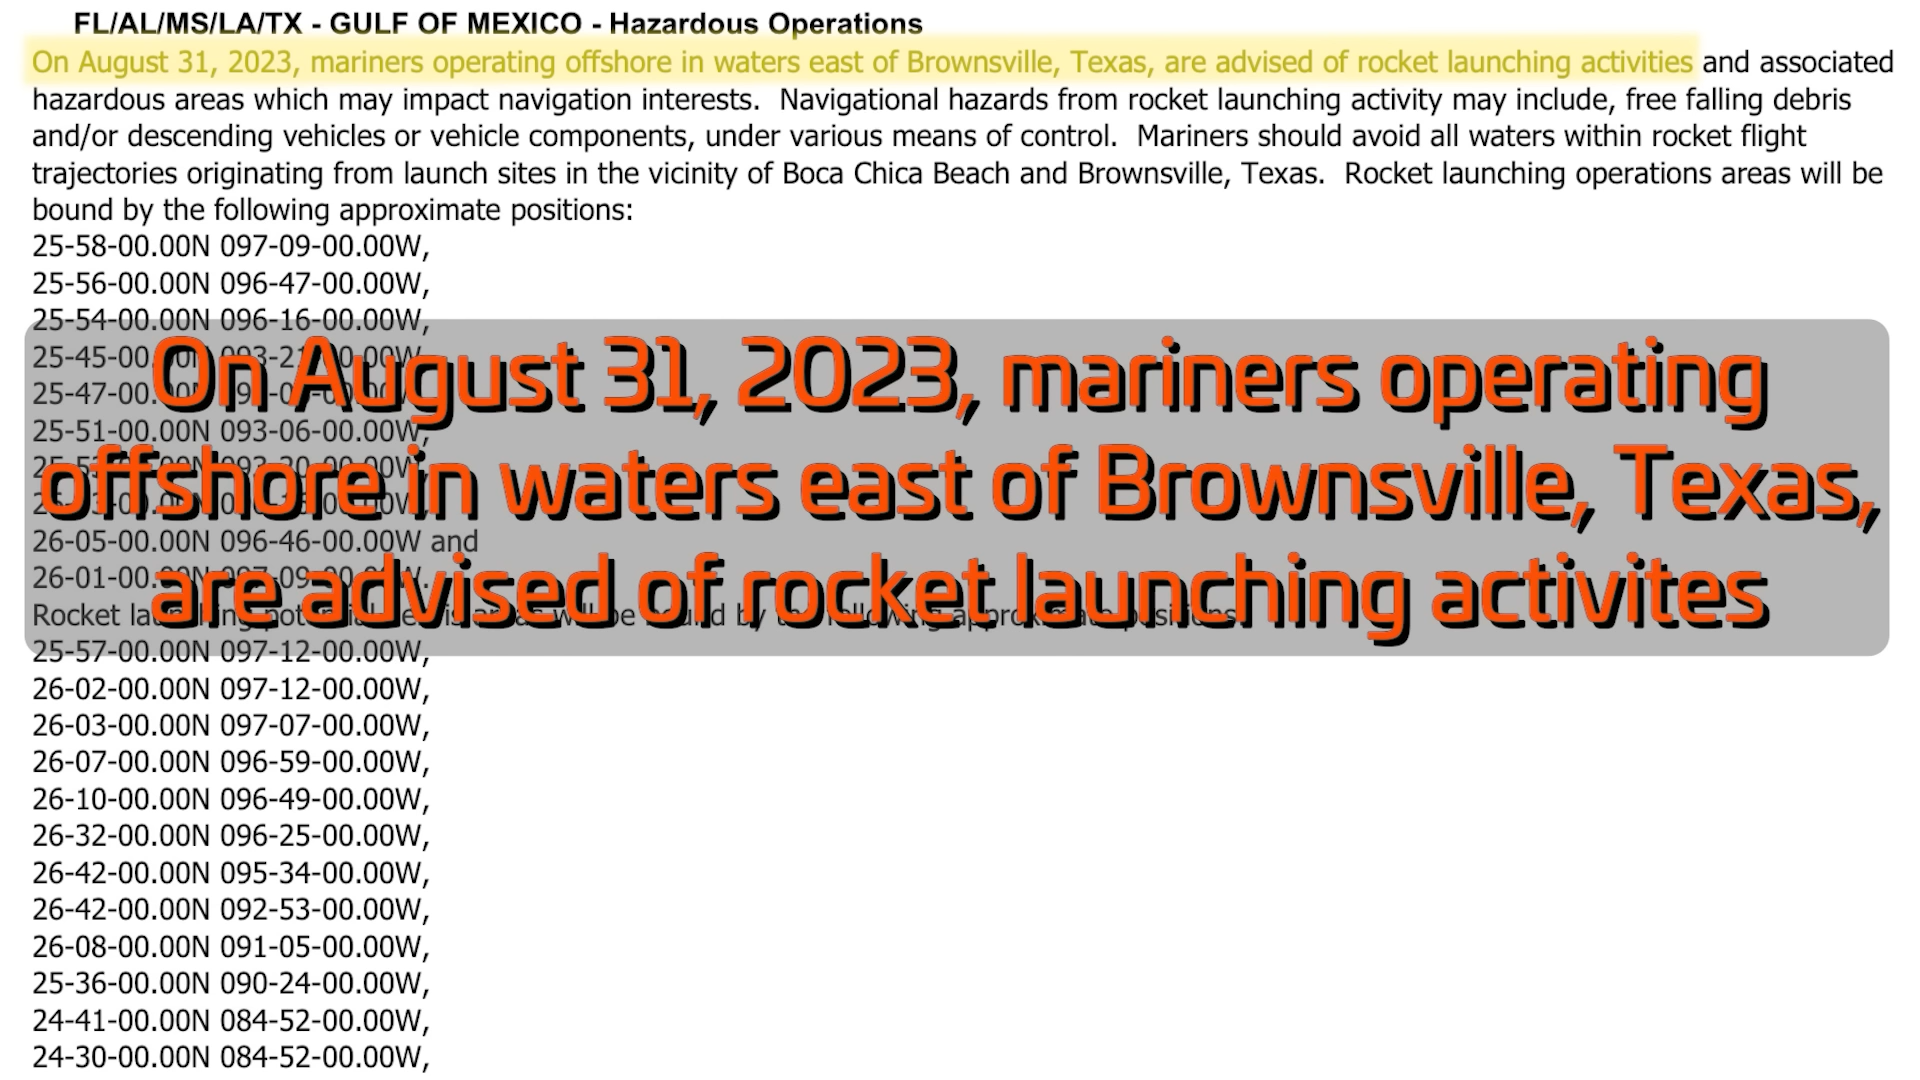 FL/AL/MS/LA/TX - GULF OF MEXICO - Hazardous Operations
On August 31, 2023, mariners operating offshore in waters east of Brownsville, Texas, are advised of rocket launching activities and associated
hazardous areas which may impact navigation interests.  Navigational hazards from rocket launching activity may include, free falling debris
and/or descending vehicles or vehicle components, under various means of control.  Mariners should avoid all waters within rocket flight
trajectories originating from launch sites in the vicinity of Boca Chica Beach and Brownsville, Texas.  Rocket launching operations areas will be
bound by the following approximate positions:
25-58-00.00N 097-09-00.00W,
25-56-00.00N 096-47-00.00W,
25-54-00.00N 096-16-00.00W,
On August 31, 2023, mariners operating
offshore in waters east of Brownsville, Texas,
are advised of rocket launching activites
25-51-00.00N 093-06-00.00W,
26-05-00.00N 096-46-00.00W and
Rocket will be by approximate positions
25-57-00.00N 097-12-00.00W,
26-02-00.00N 097-12-00.00W,
26-03-00.00N 097-07-00.00W,
26-07-00.00N 096-59-00.00W,
26-10-00.00N 096-49-00.00W,
26-32-00.00N 096-25-00.00W,
26-42-00.00N 095-34-00.00W,
26-42-00.00N 092-53-00.00W,
26-08-00.00N 091-05-00.00W,
25-36-00.00N 090-24-00.00W,
24-41-00.00N 084-52-00.00W,
24-30-00.00N 084-52-00.00W,